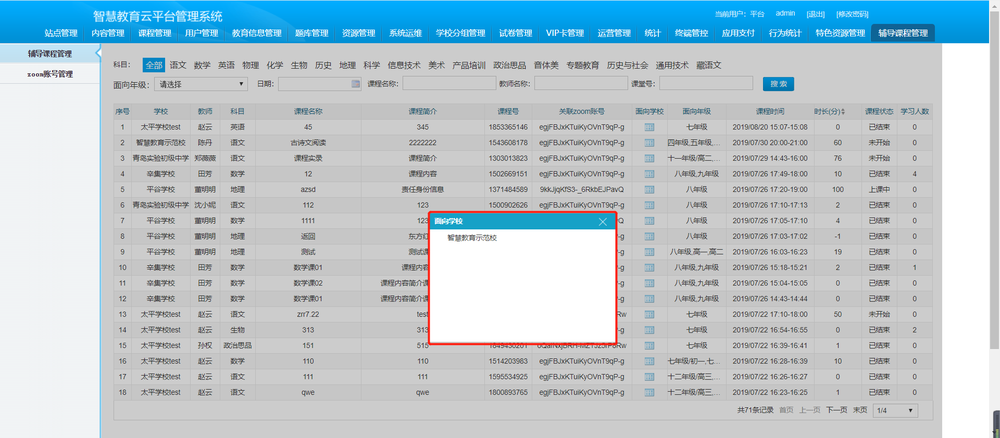 智慧教育云平台管理系统
当前用户：平台 admin [退出] [修改密码]
站点管理 内容管理 课程管理 用户管理 教育信息管理 题库管理 资源管理 系统运维 学校分组管理 试卷管理 VIP卡管理 运营管理 统计 终端管控 应用支付 行为统计 特色资源管理 辅导课程管理
辅导课程管理
zoom账号管理
科目： 全部 语文 数学 英语 物理 化学 生物 历史 地理 科学 信息技术 美术 产品培训 政治思品 音体美 专题教育 历史与社会 通用技术 藏语文
面向年级： 请选择 日期： 课程名称： 教师名称： 课堂号： 搜 索
序号 学校 教师 科目 课程名称 课程简介 课程号 关联zoom账号 面向学校 面向年级 课程时间 时长(分) 课程状态 学习人数
1 太平学校test 赵云 英语 45 345 1853365146 egjFBJxKTuiKyOVnT9qP-g 七年级 2019/08/20 15:07-15:08 0 已结束 0
2 智慧教育示范校 陈丹 语文 古诗文阅读 2222222 1543608178 egjFBJxKTuiKyOVnT9qP-g 四年级,五年级,... 2019/07/30 20:00-21:00 60 未开始 0
3 青岛实验初级中学 郑薇薇 语文 课程实录 课程简介 1303013823 egjFBJxKTuiKyOVnT9qP-g 十一年级/高二,... 2019/07/29 14:43-16:00 76 未开始 0
4 辛集学校 田芳 数学 12 课程内容 1502669151 egjFBJxKTuiKyOVnT9qP-g 八年级,九年级 2019/07/26 17:49-18:00 10 已结束 4
5 平谷学校 董明明 地理 azsd 责任身份信息 1371484589 9kkJjqKfS3-_6RkbEJPavQ 八年级 2019/07/26 17:20-19:00 100 上课中 0
6 青岛实验初级中学 沈小妮 语文 112 123 1500902626 egjFBJxKTuiKyOVnT9qP-g 八年级 2019/07/26 17:10-17:13 2 已结束 0
7 平谷学校 董明明 数学 1111 123 Q 八年级 2019/07/26 17:05-17:10 4 已结束 0
8 平谷学校 董明明 地理 返回 东方红 -g 八年级 2019/07/26 17:03-17:02 -1 已结束 0
9 平谷学校 董明明 地理 测试 测试课 -g 八年级,高一,高二 2019/07/26 16:03-16:23 19 已结束 0
10 辛集学校 田芳 数学 数学课01 课程内容 -g 八年级,九年级 2019/07/26 15:18-15:21 2 已结束 1
11 辛集学校 田芳 数学 数学课02 课程内容简介课 -g 八年级,九年级 2019/07/26 15:04-15:05 0 已结束 0
12 辛集学校 田芳 数学 数学课01 课程内容简介课 -g 八年级,九年级 2019/07/26 14:43-14:44 0 已结束 0
13 太平学校test 赵云 语文 zrr7.22 test Rw 七年级 2019/07/22 17:10-18:00 50 未开始 0
14 太平学校test 赵云 生物 313 313 -g 七年级 2019/07/22 16:54-16:55 0 已结束 2
15 太平学校test 孙权 政治思品 151 515 七年级 2019/07/22 16:39-16:41 1 已结束 0
16 太平学校test 赵云 数学 110 110 1514203983 egjFBJxKTuiKyOVnT9qP-g 七年级/初一,七... 2019/07/22 16:28-16:39 10 已结束 0
17 太平学校test 赵云 语文 111 111 1595534925 egjFBJxKTuiKyOVnT9qP-g 十二年级/高三,... 2019/07/22 16:26-16:27 0 已结束 0
18 太平学校test 赵云 语文 qwe qwe 1800893765 egjFBJxKTuiKyOVnT9qP-g 十二年级/高三,... 2019/07/22 16:23-16:25 1 已结束 0
面向学校
智慧教育示范校
共71条记录 首页 上一页 下一页 末页 1/4